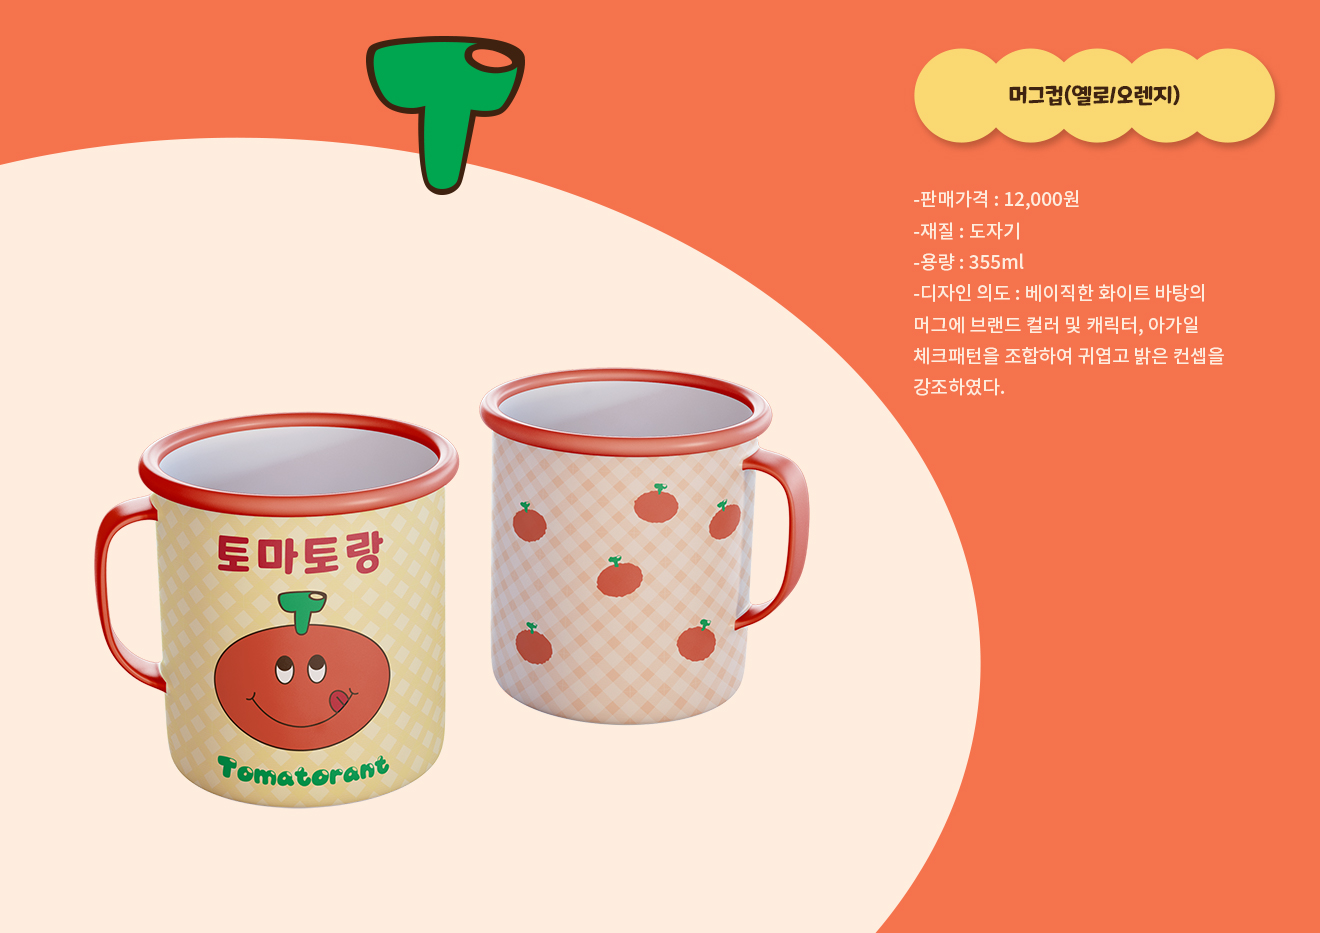 머그컵(옐로/오렌지)
-판매가격 : 12,000원
-재질 : 도자기
-용량 : 355ml
-디자인 의도 : 베이직한 화이트 바탕의
머그에 브랜드 컬러 및 캐릭터, 아가일
체크패턴을 조합하여 귀엽고 밝은 컨셉을
강조하였다.
토마토랑
Tomatorant